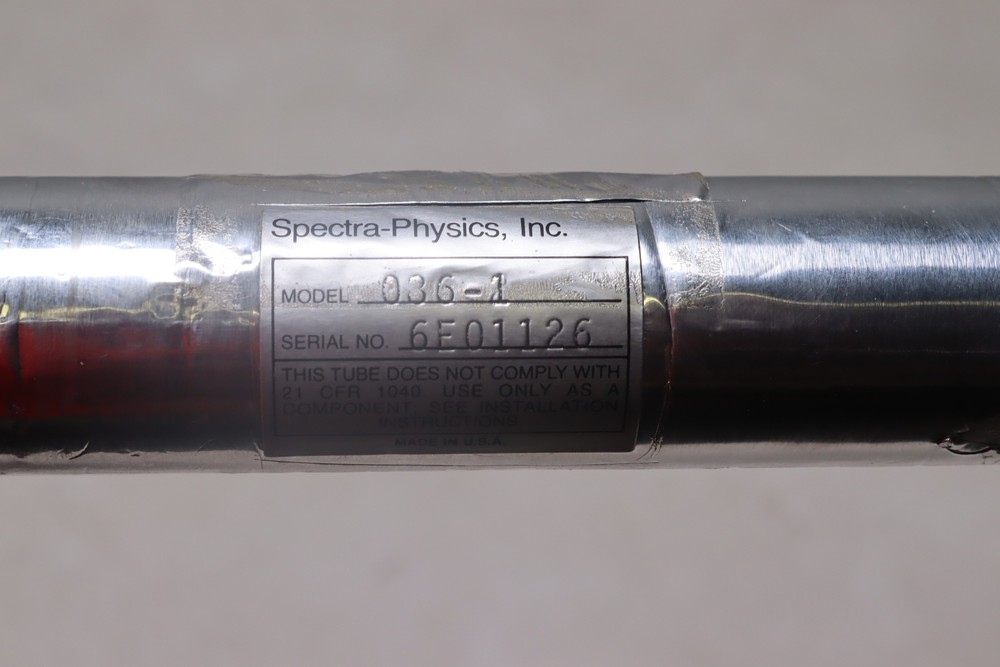 Spectra-Physics, Inc.
MODEL 036-1
SERIAL NO. 6E01126
THIS TUBE DOES NOT COMPLY WITH
21 CFR 1040 USE ONLY AS A
COMPONENT. SEE INSTALLATION
INSTRUCTIONS
MADE IN U.S.A.